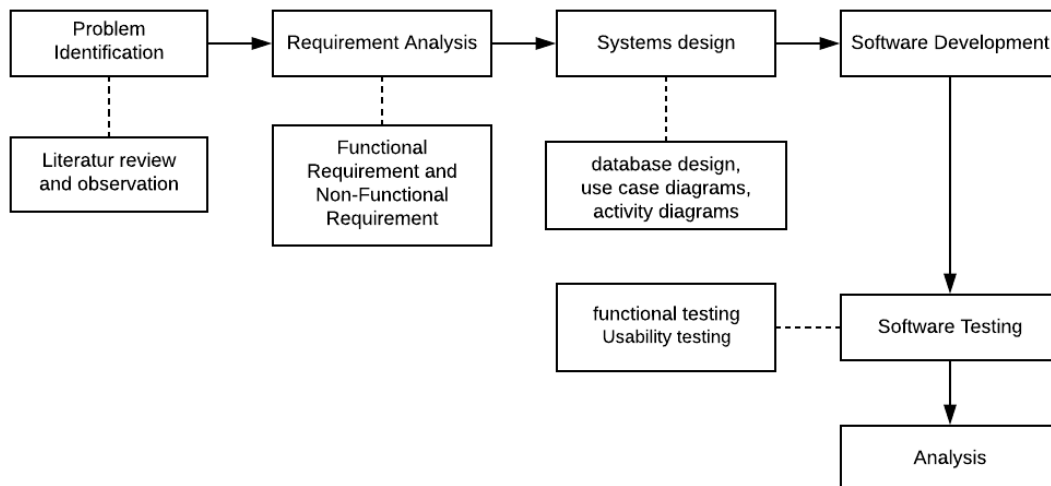 Problem
Identification
Requirement Analysis
Systems design
Software Development
Literatur review
and observation
Functional
Requirement and
Non-Functional
Requirement
database design,
use case diagrams,
activity diagrams
functional testing
Usability testing
Software Testing
Analysis